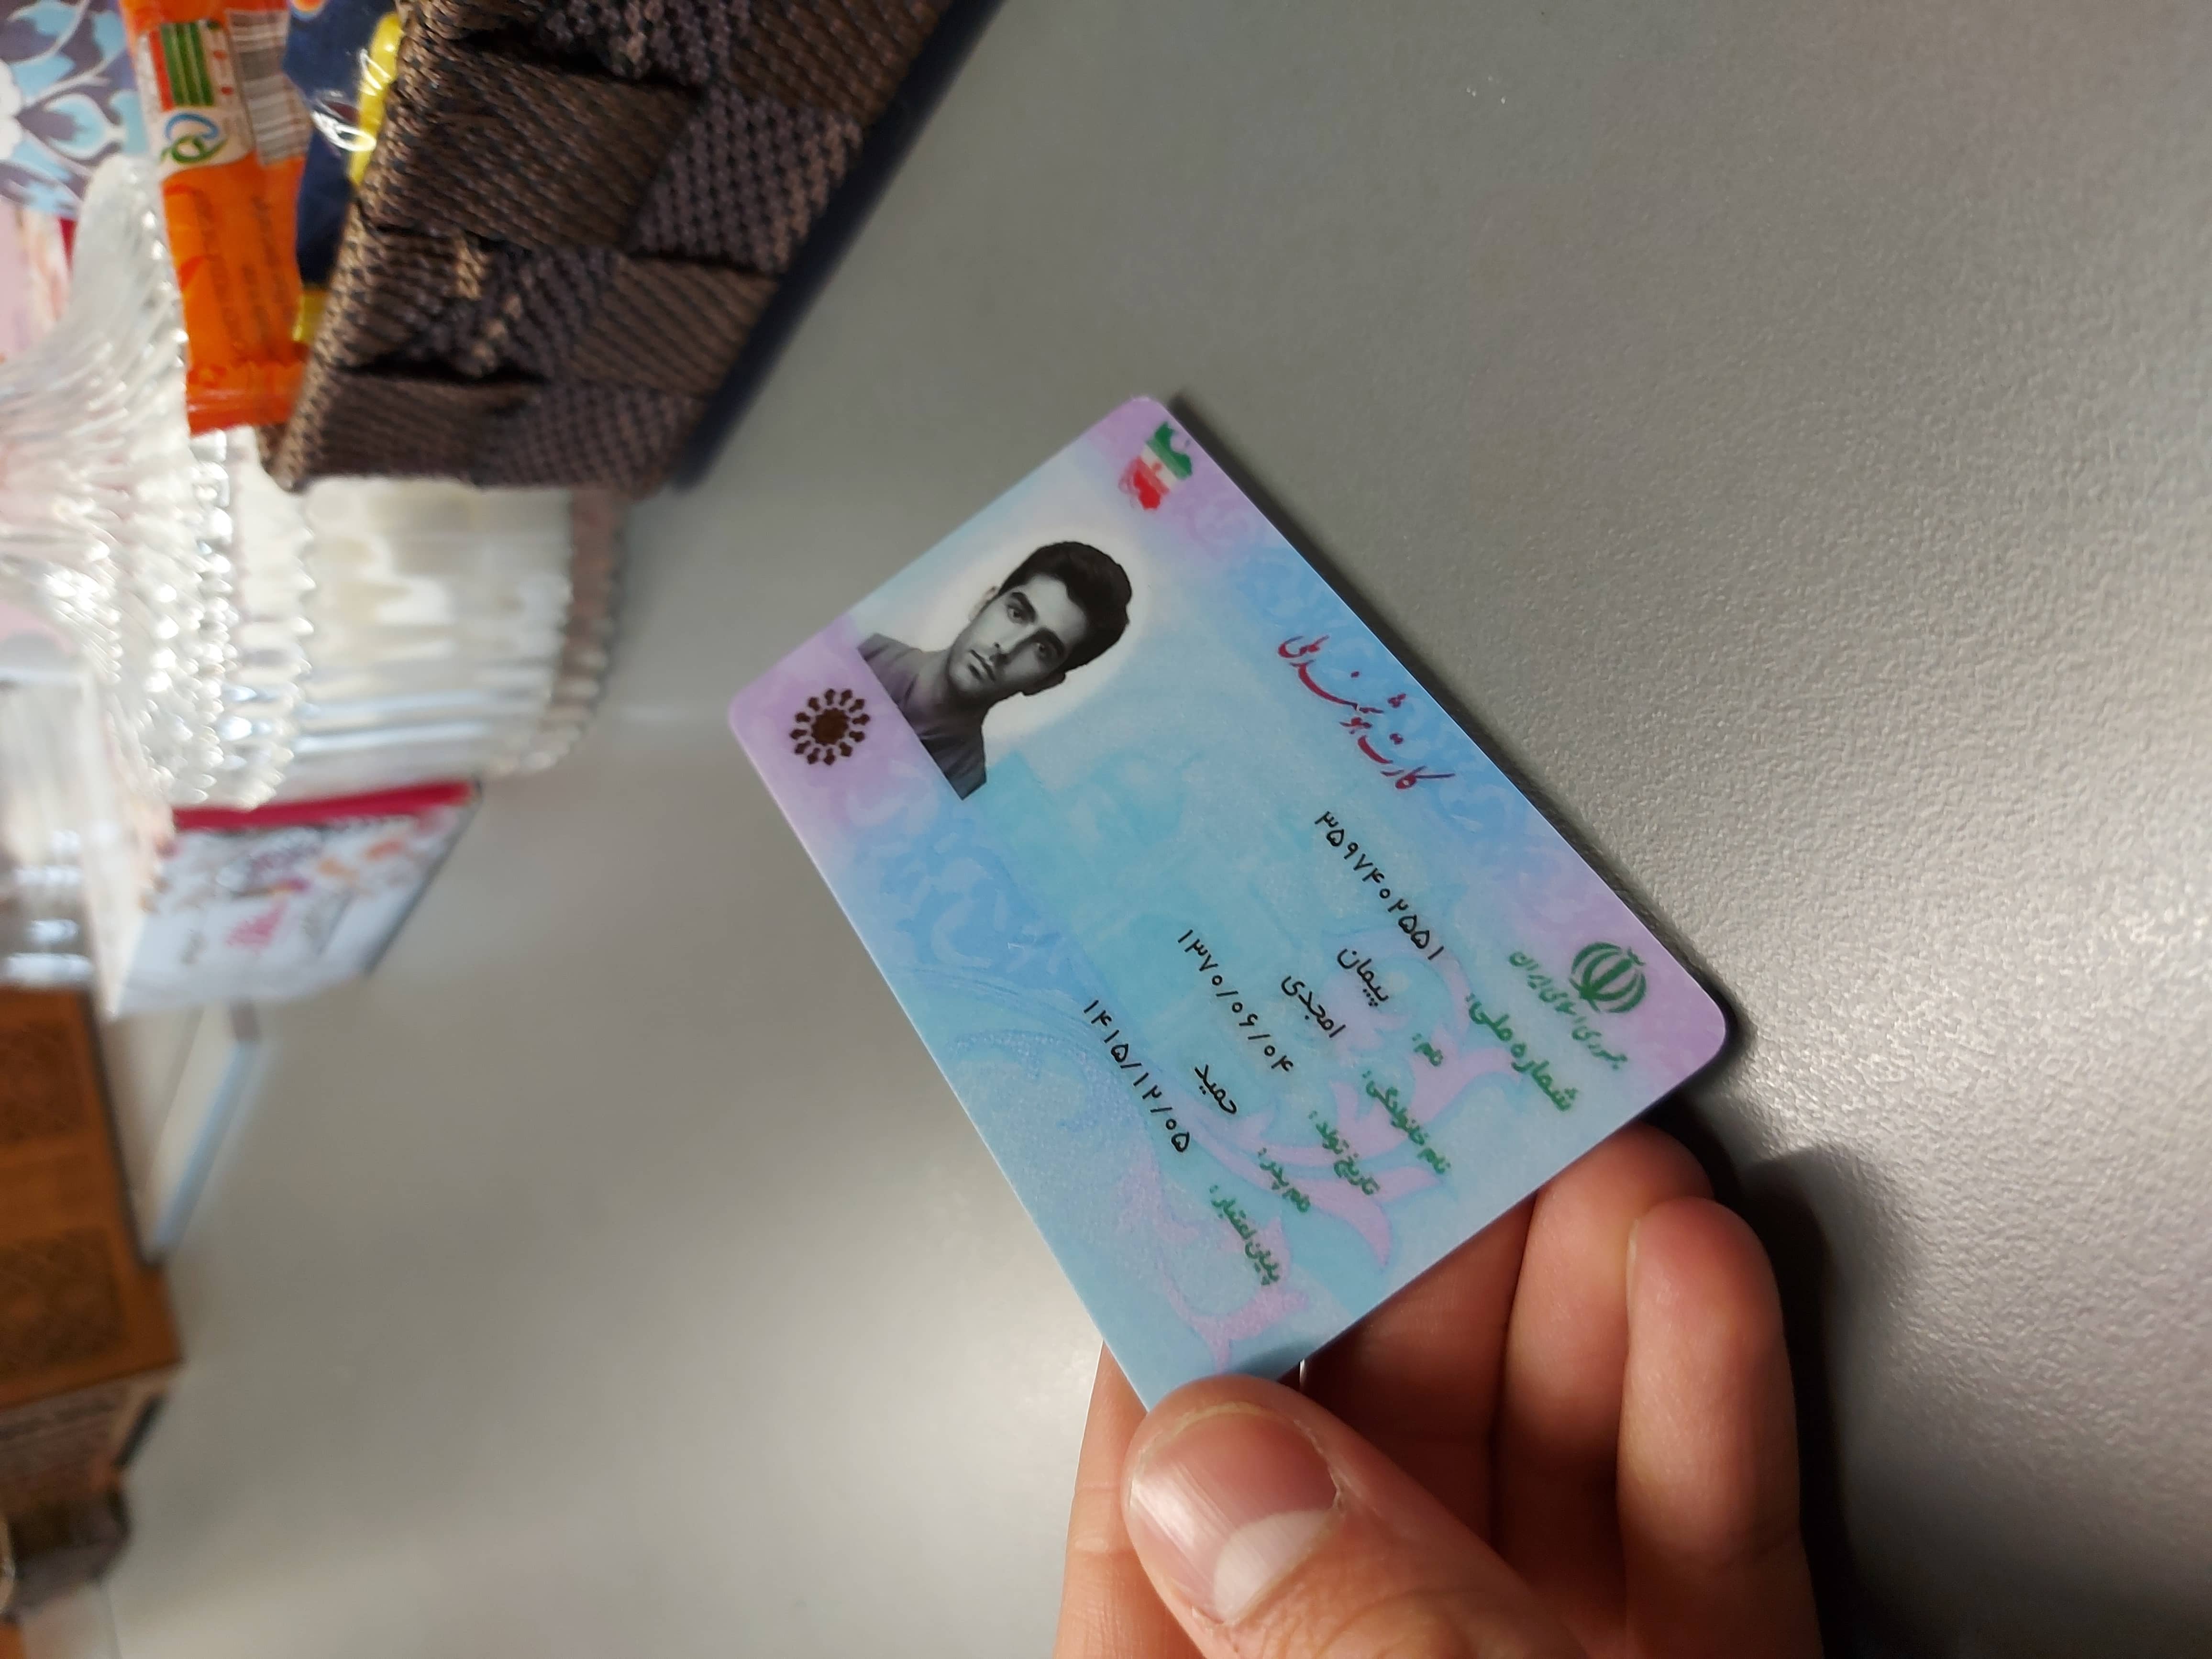 جمهوری اسلامی ایران
کارت هوشمند ملی
شماره ملی: ۳۵۹۷۴۰۲۵۵۱
نام: پیمان
نام خانوادگی: امجدی
تاریخ تولد: ۱۳۷۰/۰۶/۰۴
نام پدر: حمید
پایان اعتبار: ۱۴۱۵/۱۲/۰۵